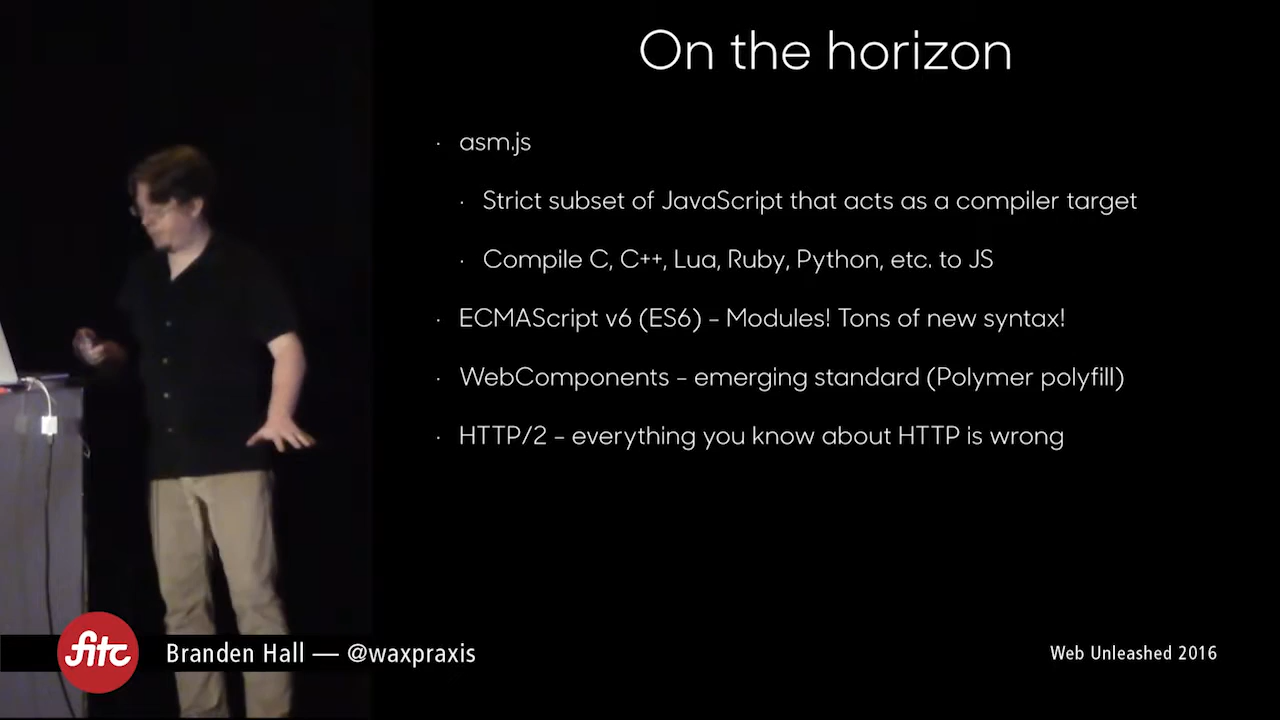 On the horizon
· asm.js
· Strict subset of JavaScript that acts as a compiler target
· Compile C, C++, Lua, Ruby, Python, etc. to JS
· ECMAScript v6 (ES6) – Modules! Tons of new syntax!
· WebComponents – emerging standard (Polymer polyfill)
· HTTP/2 – everything you know about HTTP is wrong
fitc
Branden Hall — @waxpraxis
Web Unleashed 2016